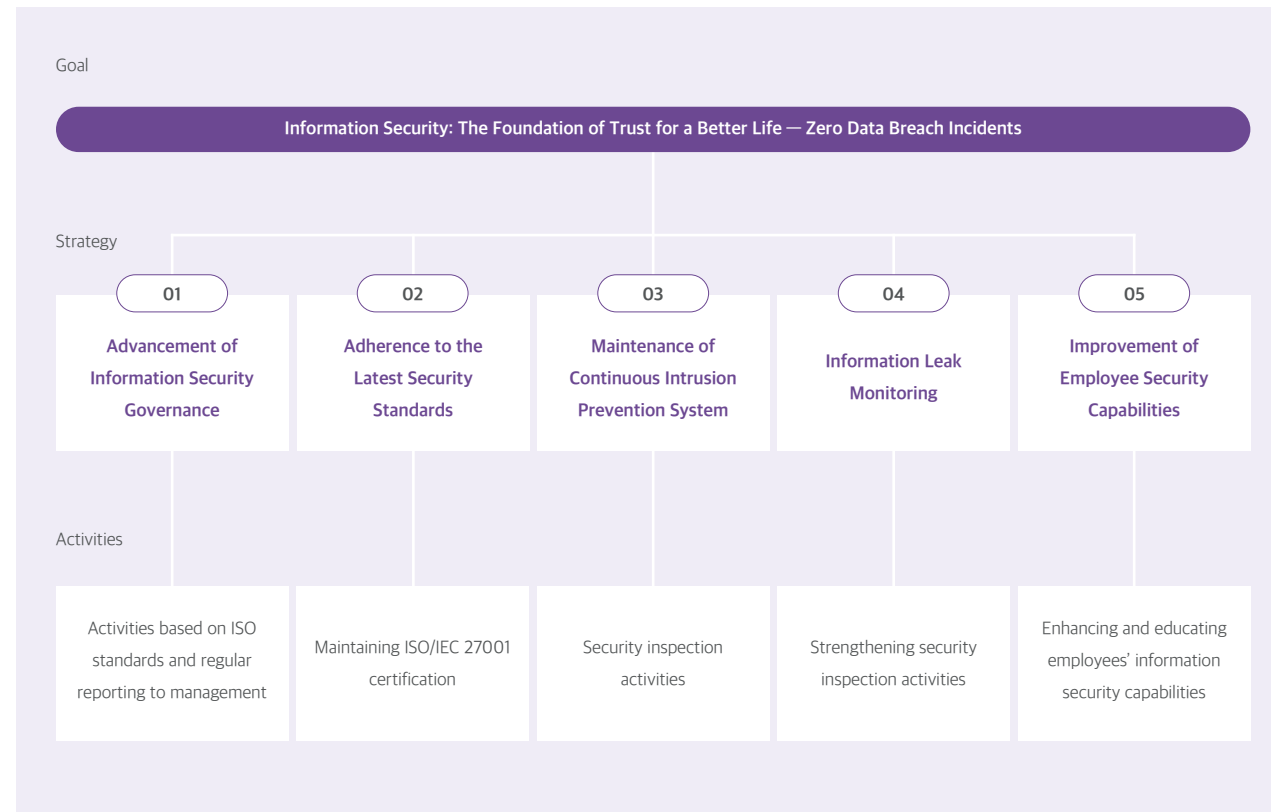 Goal
Information Security: The Foundation of Trust for a Better Life — Zero Data Breach Incidents
Strategy
01
Advancement of
Information Security
Governance
02
Adherence to the
Latest Security
Standards
03
Maintenance of
Continuous Intrusion
Prevention System
04
Information Leak
Monitoring
05
Improvement of
Employee Security
Capabilities
Activities
Activities based on ISO
standards and regular
reporting to management
Maintaining ISO/IEC 27001
certification
Security inspection
activities
Strengthening security
inspection activities
Enhancing and educating
employees’ information
security capabilities